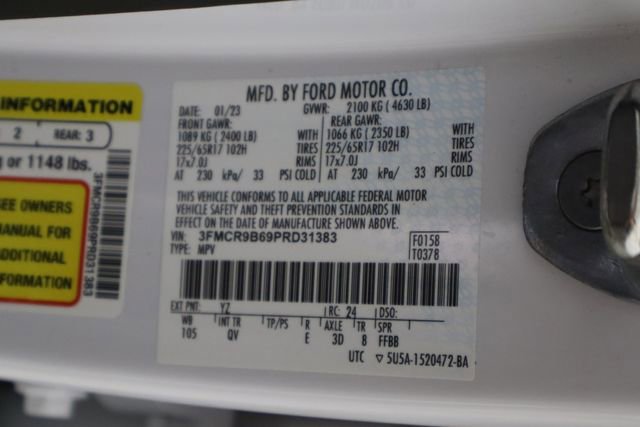 INFORMATION
2 REAR: 3
or 1148 lbs.
SEE OWNERS
MANUAL FOR
ADDITIONAL
3FMCR9B69PRD31383
MFD. BY FORD MOTOR CO.
DATE: 01/23 GVWR: 2100 KG ( 4630 LB)
FRONT GAWR: REAR GAWR:
1089 KG ( 2400 LB) WITH 1066 KG ( 2350 LB) WITH
225/65R17 102H TIRES 225/65R17 102H TIRES
17x7.0J RIMS 17x7.0J RIMS
AT 230 kPa/ 33 PSI COLD AT 230 kPa/ 33 PSI COLD
THIS VEHICLE CONFORMS TO ALL APPLICABLE FEDERAL MOTOR
VEHICLE SAFETY AND THEFT PREVENTION STANDARDS IN
EFFECT ON THE DATE OF MANUFACTURE SHOWN ABOVE.
VIN: 3FMCR9B69PRD31383 F0158
TYPE: MPV T0378
EXT PNT: YZ RC: 24 DSO:
WB INT TR TP/PS R AXLE TR SPR
105 QV E 3D 8 FFBB
UTC ▽ 5U5A-1520472-BA